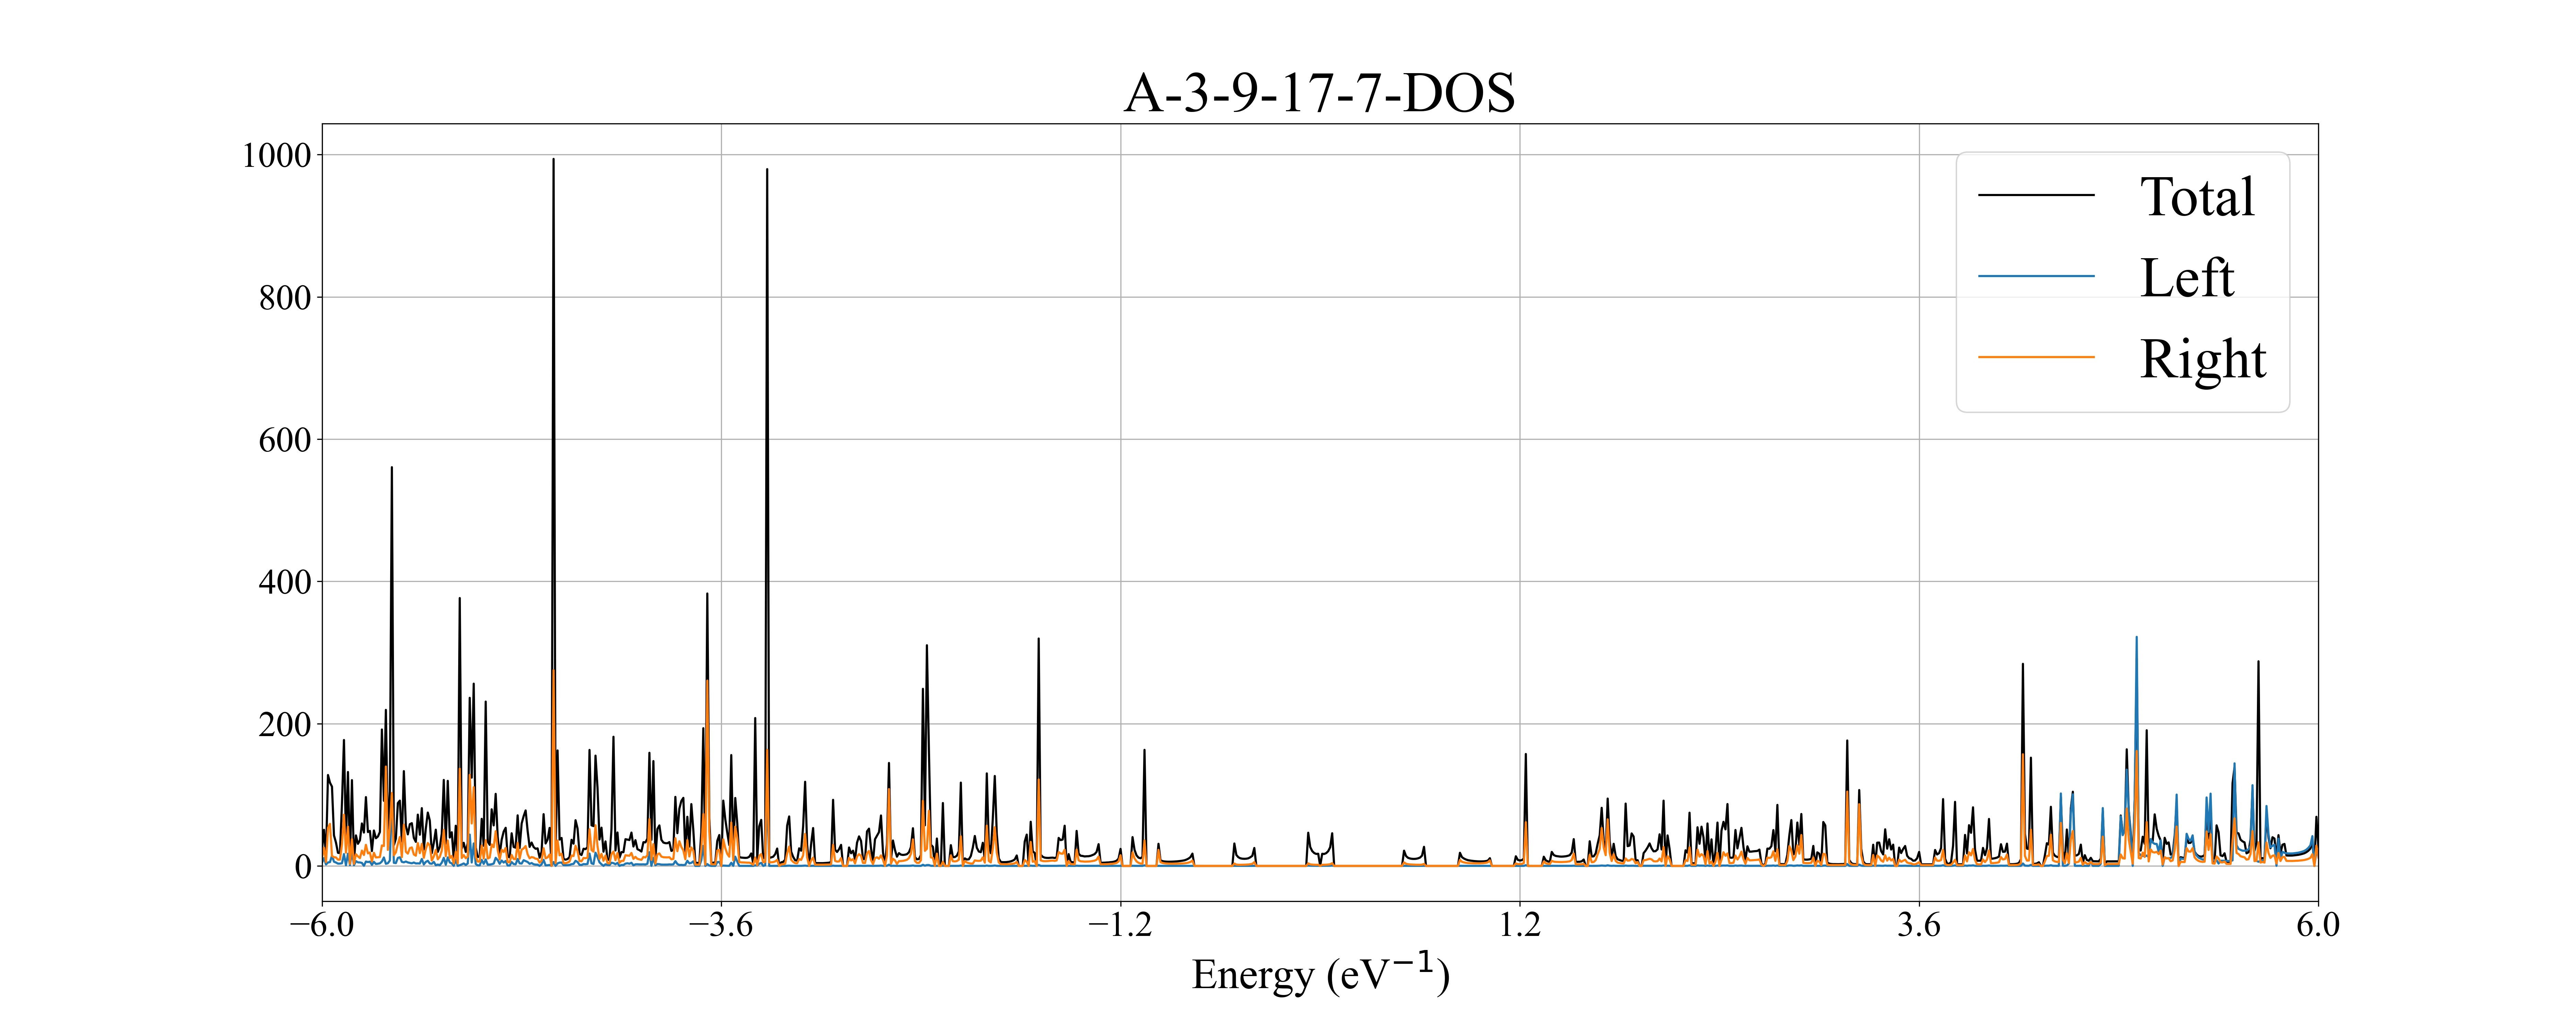 A-3-9-17-7-DOS
1000
800
600
400
200
0
Total
Left
Right
−6.0 −3.6 −1.2 1.2 3.6 6.0
Energy (eV⁻¹)